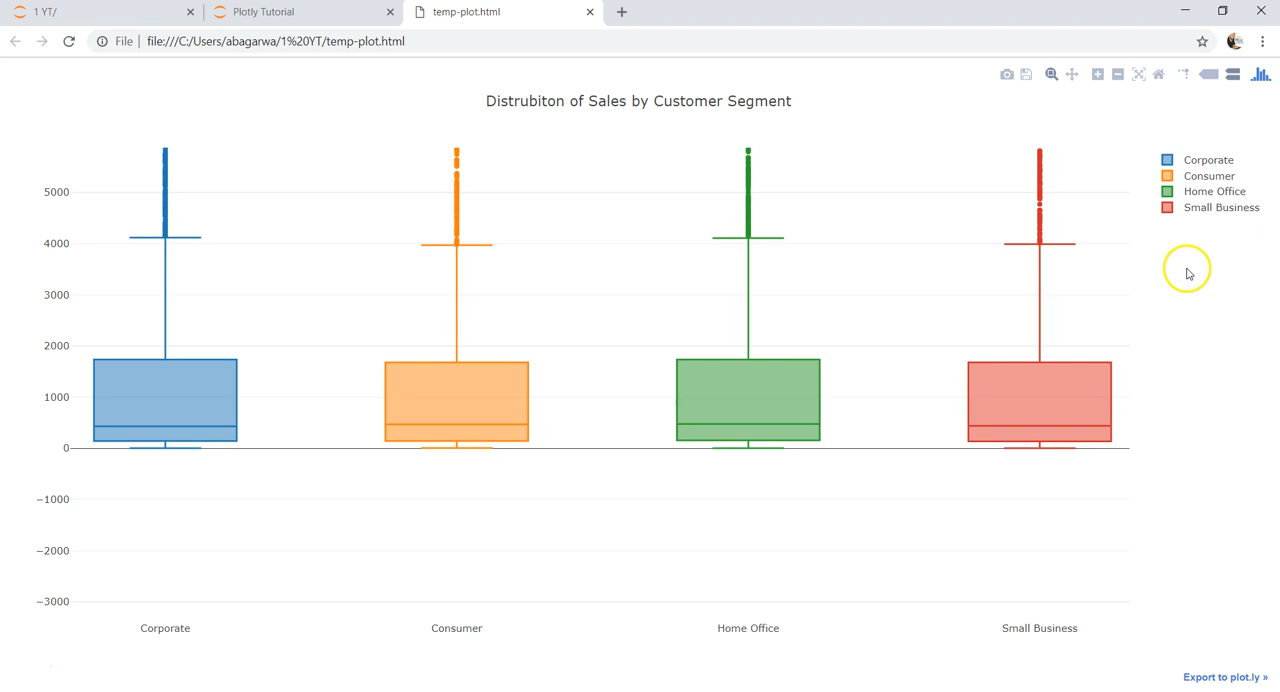 1 YT/
Plotly Tutorial
temp-plot.html
File | file:///C:/Users/abagarwa/1%20YT/temp-plot.html
Distrubiton of Sales by Customer Segment
Corporate
Consumer
Home Office
Small Business
5000
4000
3000
2000
1000
0
−1000
−2000
−3000
Corporate Consumer Home Office Small Business
Export to plot.ly »